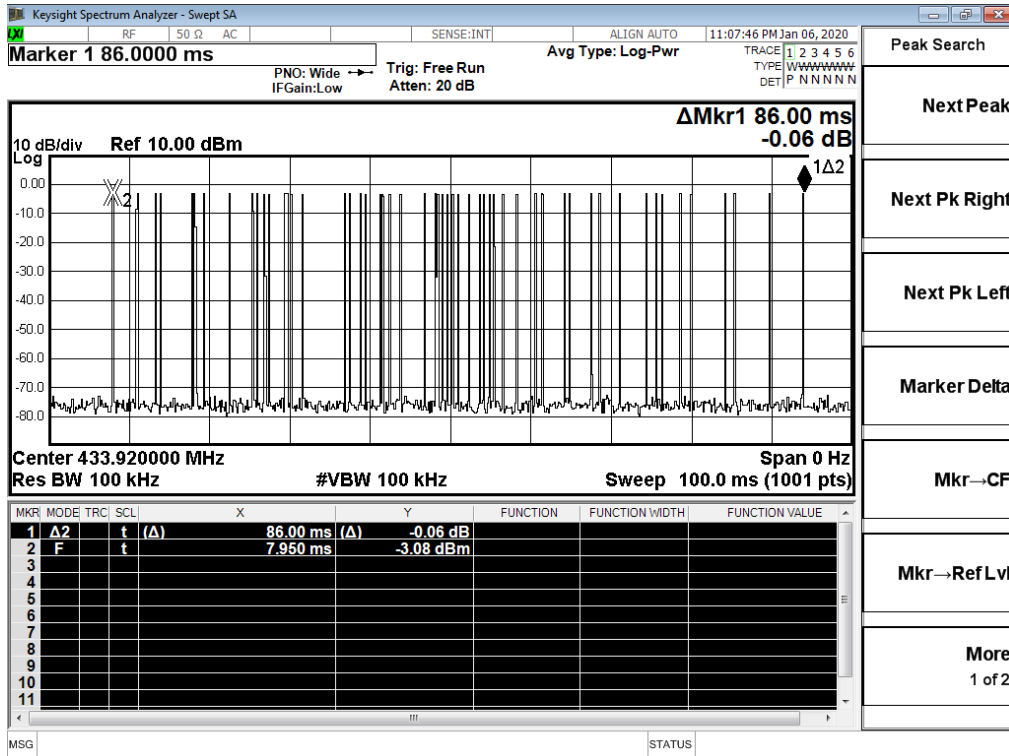 Keysight Spectrum Analyzer - Swept SA
LXI RF 50 Ω AC SENSE:INT ALIGN AUTO 11:07:46 PM Jan 06, 2020
Marker 1 86.0000 ms
Avg Type: Log-Pwr
TRACE 1 2 3 4 5 6
TYPE WWWWWWW
DET P N N N N N
PNO: Wide
IFGain:Low
Trig: Free Run
Atten: 20 dB
ΔMkr1 86.00 ms
-0.06 dB
10 dB/div Ref 10.00 dBm
Log
1Δ2
0.00
2
-10.0
-20.0
-30.0
-40.0
-50.0
-60.0
-70.0
-80.0
Center 433.920000 MHz Span 0 Hz
Res BW 100 kHz #VBW 100 kHz Sweep 100.0 ms (1001 pts)
MKR MODE TRC SCL X Y FUNCTION FUNCTION WIDTH FUNCTION VALUE
1 Δ2 t (Δ) 86.00 ms (Δ) -0.06 dB
2 F t 7.950 ms -3.08 dBm
3
4
5
6
7
8
9
10
11
MSG STATUS
Peak Search
Next Peak
Next Pk Right
Next Pk Left
Marker Delta
Mkr→CF
Mkr→Ref Lvl
More
1 of 2